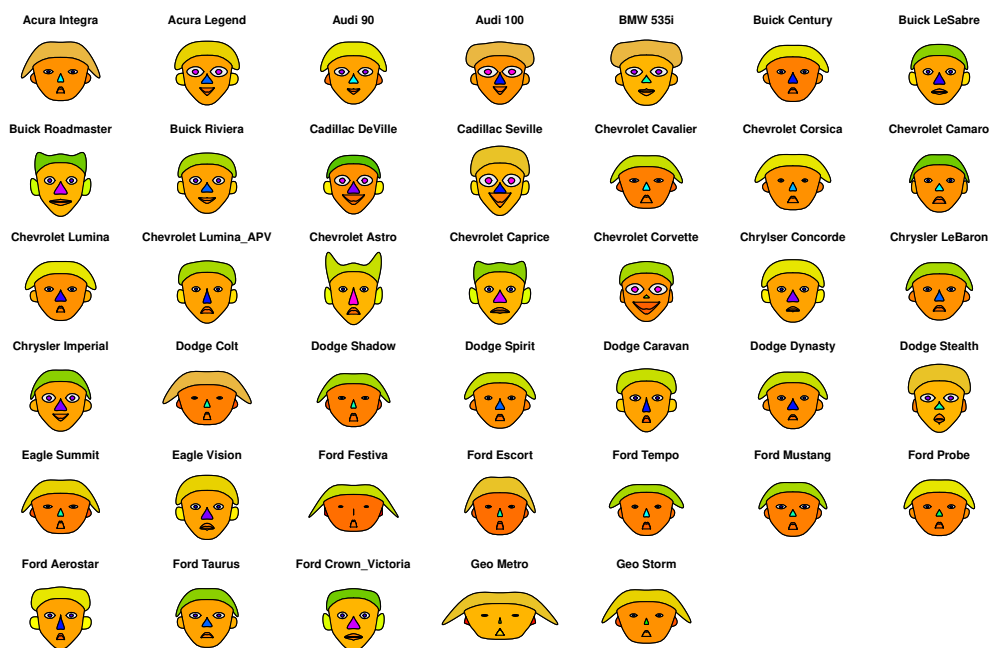 Acura Integra
Acura Legend
Audi 90
Audi 100
BMW 535i
Buick Century
Buick LeSabre
Buick Roadmaster
Buick Riviera
Cadillac DeVille
Cadillac Seville
Chevrolet Cavalier
Chevrolet Corsica
Chevrolet Camaro
Chevrolet Lumina
Chevrolet Lumina_APV
Chevrolet Astro
Chevrolet Caprice
Chevrolet Corvette
Chrylser Concorde
Chrysler LeBaron
Chrysler Imperial
Dodge Colt
Dodge Shadow
Dodge Spirit
Dodge Caravan
Dodge Dynasty
Dodge Stealth
Eagle Summit
Eagle Vision
Ford Festiva
Ford Escort
Ford Tempo
Ford Mustang
Ford Probe
Ford Aerostar
Ford Taurus
Ford Crown_Victoria
Geo Metro
Geo Storm